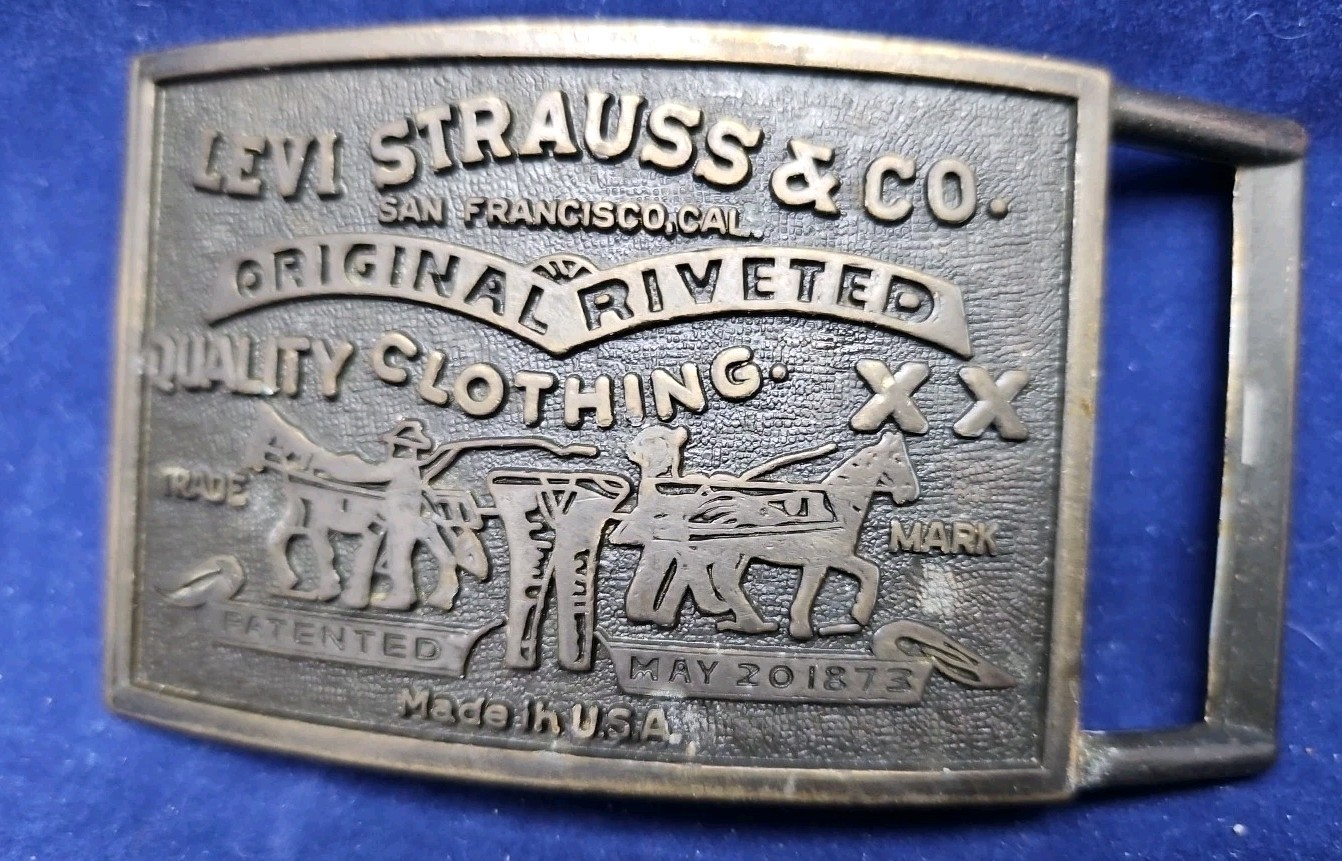 LEVI STRAUSS & CO.
SAN FRANCISCO, CAL.
ORIGINAL RIVETED
QUALITY CLOTHING. XX
TRADE MARK
PATENTED MAY 20 1873
Made in U.S.A.